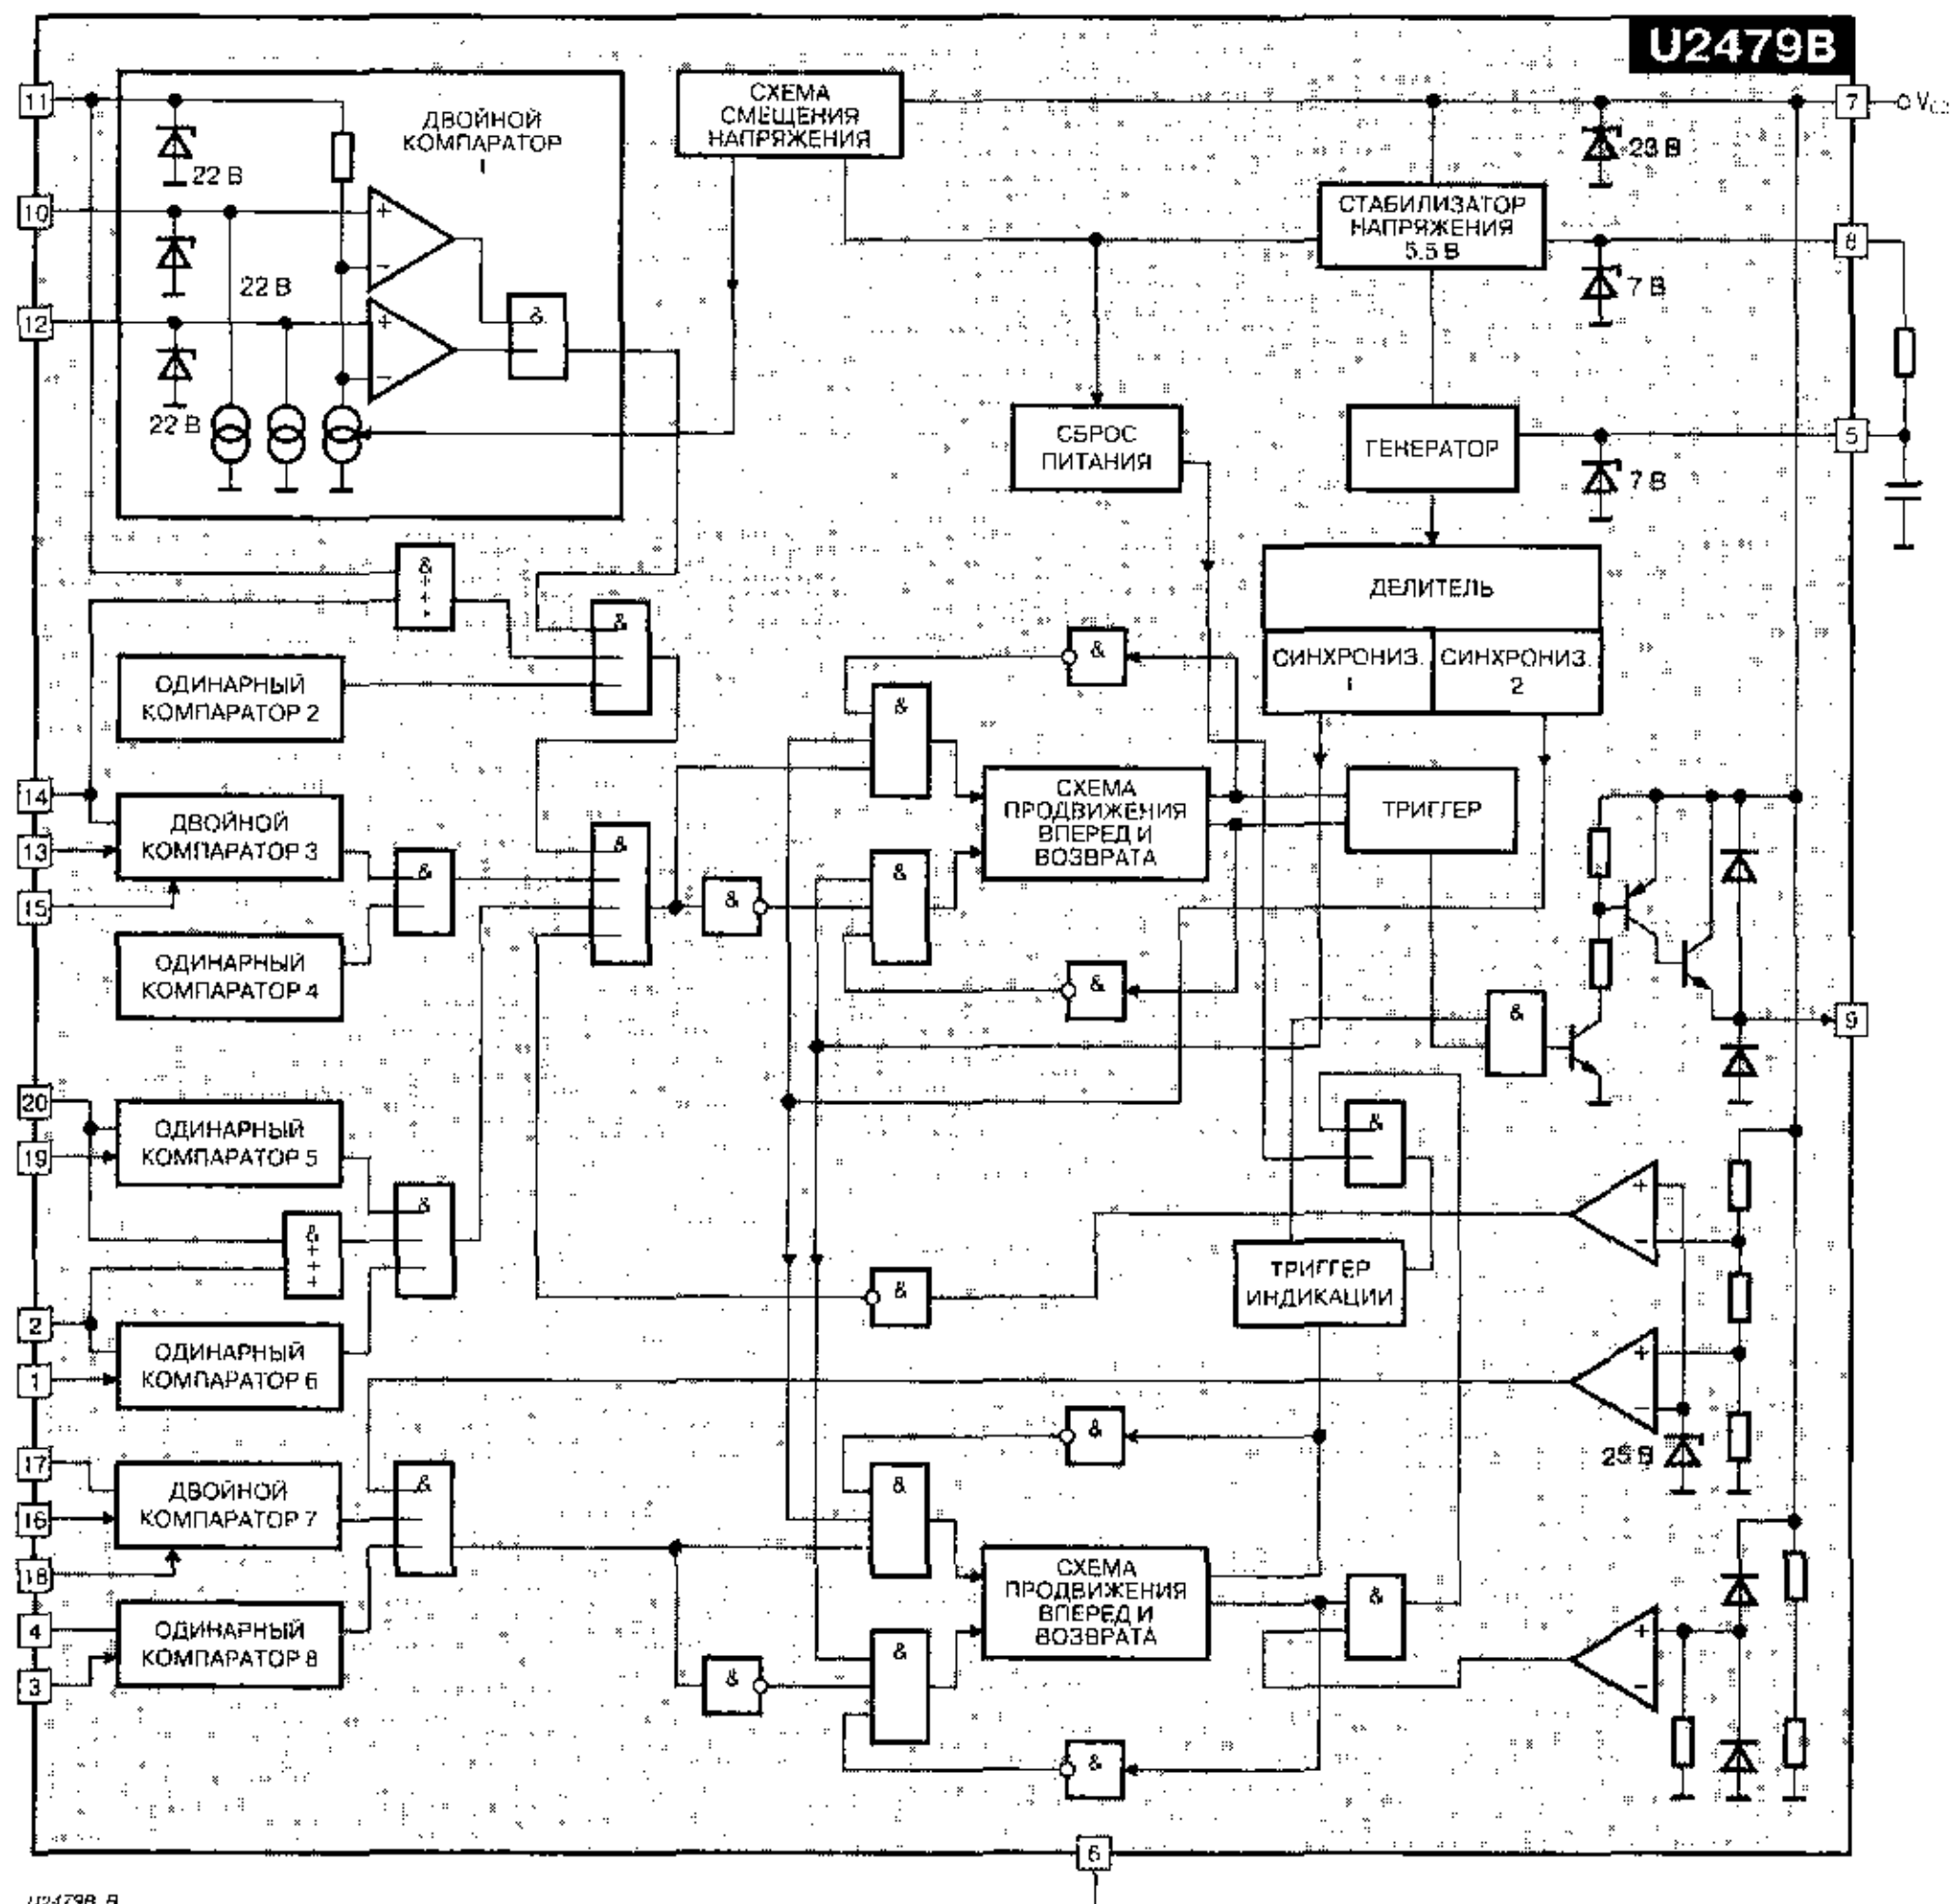 U2479B
11
ДВОЙНОЙ
КОМПАРАТОР
1
СХЕМА
СМЕЩЕНИЯ
НАПРЯЖЕНИЯ
7
22 В
23 В
10
СТАБИЛИЗАТОР
НАПРЯЖЕНИЯ
5.5 В
8
+
−
22 В
7 В
12
+
&
−
22 В
СБРОС
ПИТАНИЯ
ГЕНЕРАТОР
5
7 В
&
ДЕЛИТЕЛЬ
&
ОДИНАРНЫЙ
КОМПАРАТОР 2
&
СИНХРОНИЗ.
1
СИНХРОНИЗ.
2
&
14
ДВОЙНОЙ
КОМПАРАТОР 3
13
15
СХЕМА
ПРОДВИЖЕНИЯ
ВПЕРЕД И
ВОЗВРАТА
ТРИГГЕР
&
&
&
&
ОДИНАРНЫЙ
КОМПАРАТОР 4
&
&
9
20
ОДИНАРНЫЙ
КОМПАРАТОР 5
19
&
&
&
+
+
+
−
ТРИГГЕР
ИНДИКАЦИИ
&
2
ОДИНАРНЫЙ
КОМПАРАТОР 6
1
+
−
25 В
&
17
ДВОЙНОЙ
КОМПАРАТОР 7
16
18
&
&
СХЕМА
ПРОДВИЖЕНИЯ
ВПЕРЕД И
ВОЗВРАТА
&
4
ОДИНАРНЫЙ
КОМПАРАТОР 8
3
&
&
+
−
&
6
U2479B_B